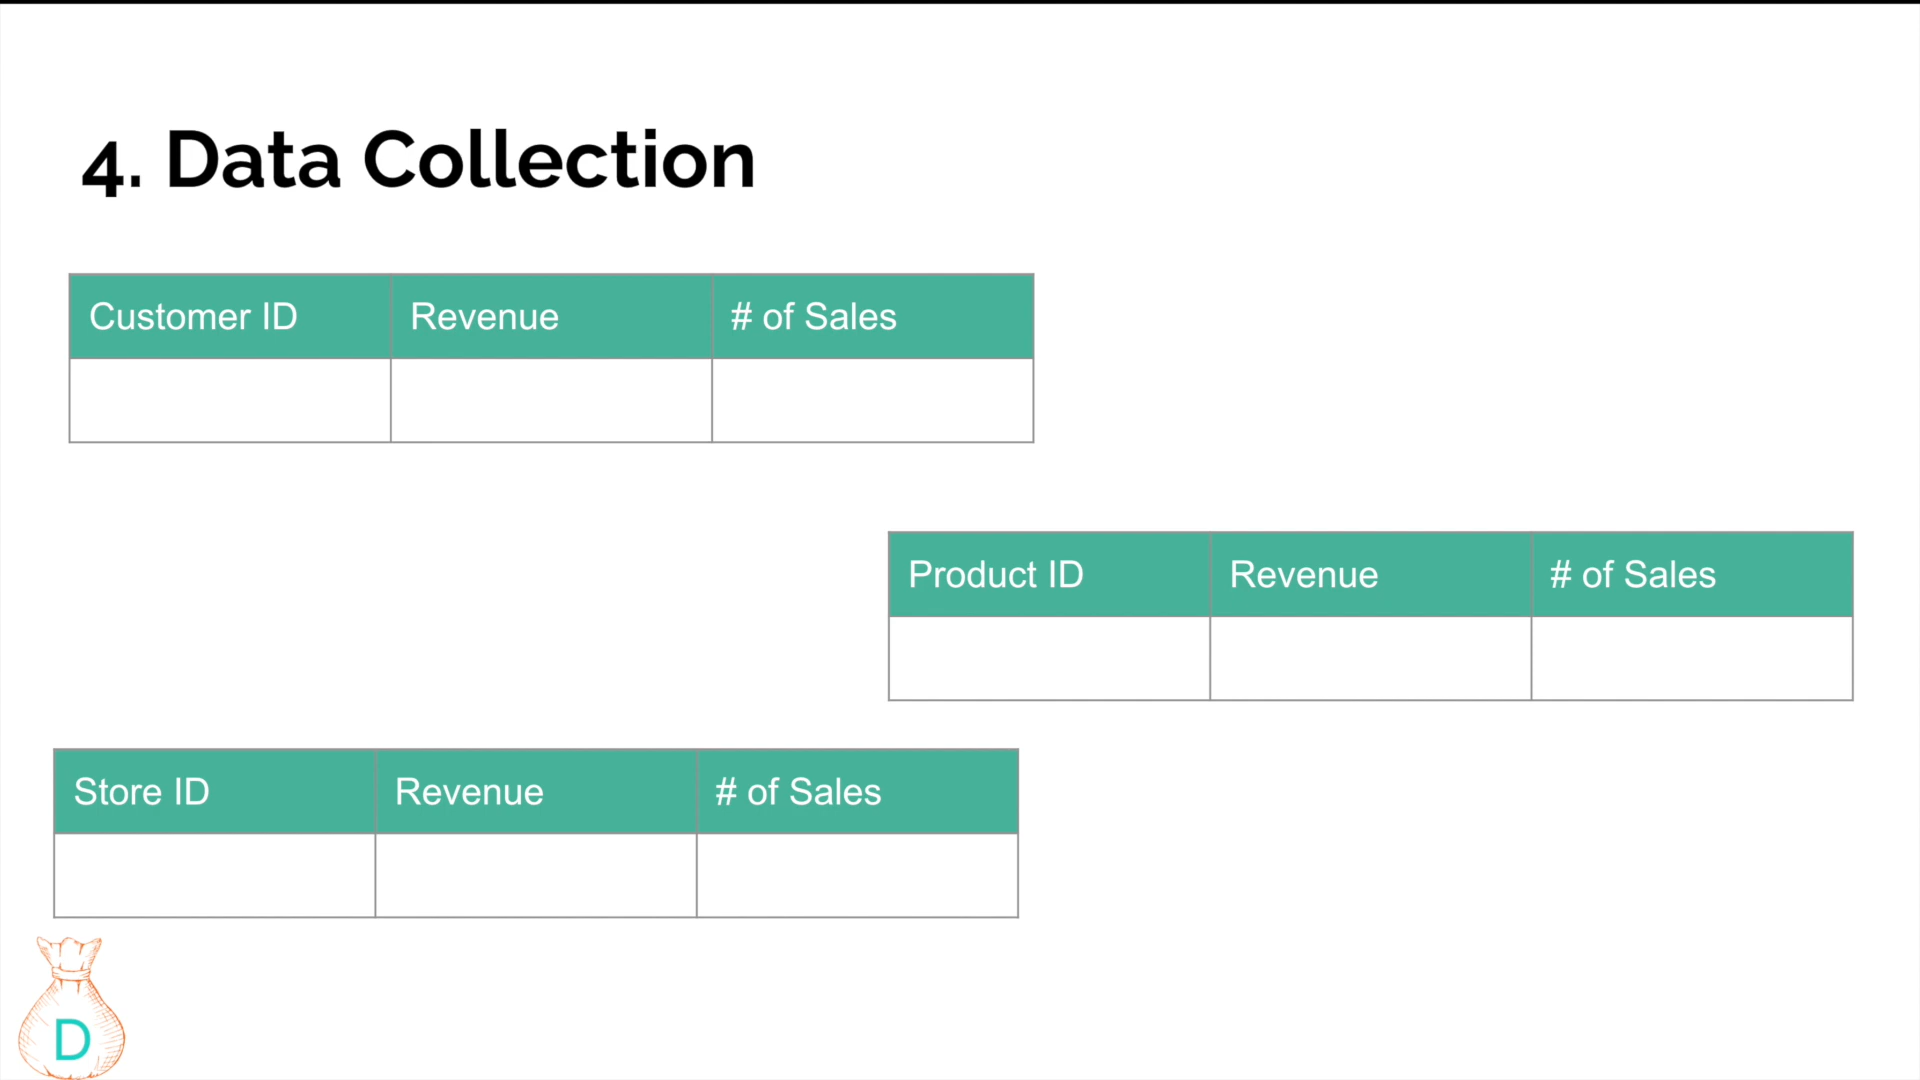 4. Data Collection
Customer ID Revenue # of Sales
Product ID Revenue # of Sales
Store ID Revenue # of Sales
D